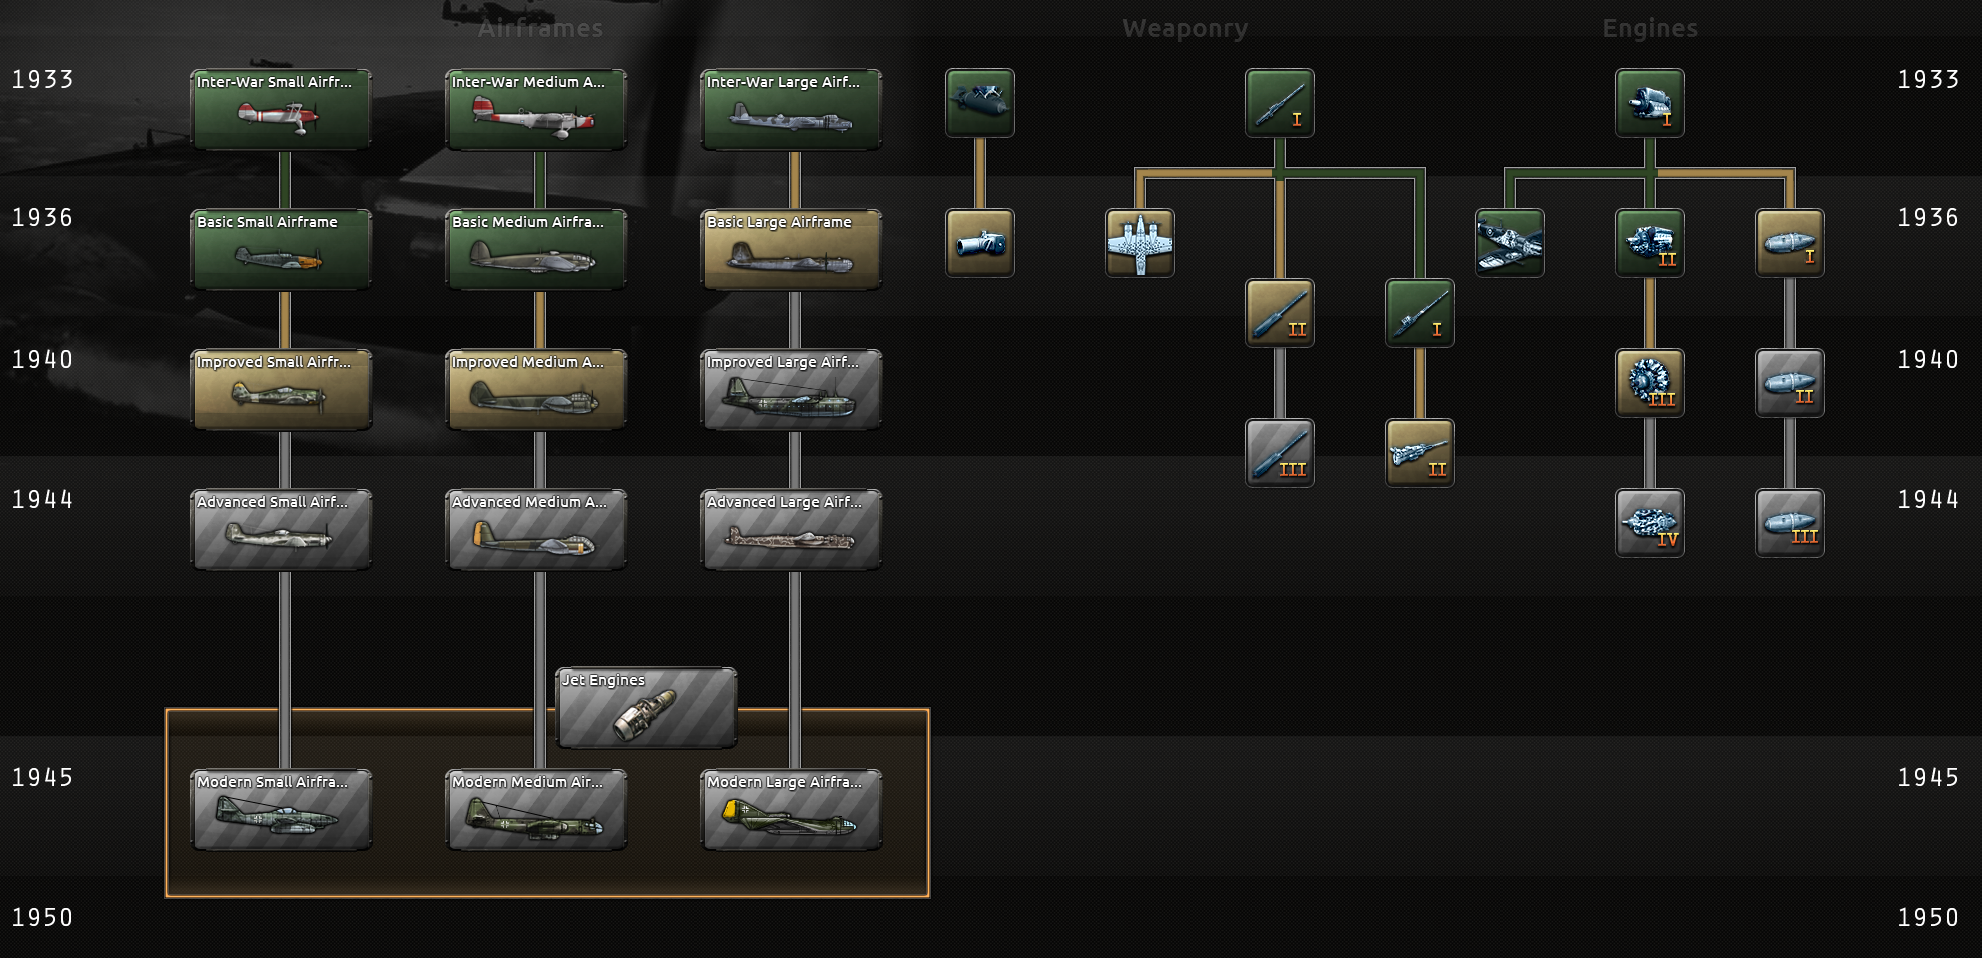 Airframes Weaponry Engines
1933 Inter-War Small Airfr... Inter-War Medium A... Inter-War Large Airf... I I 1933
1936 Basic Small Airframe Basic Medium Airfra... Basic Large Airframe II I 1936
II I
1940 Improved Small Airfr... Improved Medium A... Improved Large Airf... III II 1940
III II
1944 Advanced Small Airf... Advanced Medium A... Advanced Large Airf... IV III 1944
Jet Engines
1945 Modern Small Airfra... Modern Medium Air... Modern Large Airfra... 1945
1950 1950